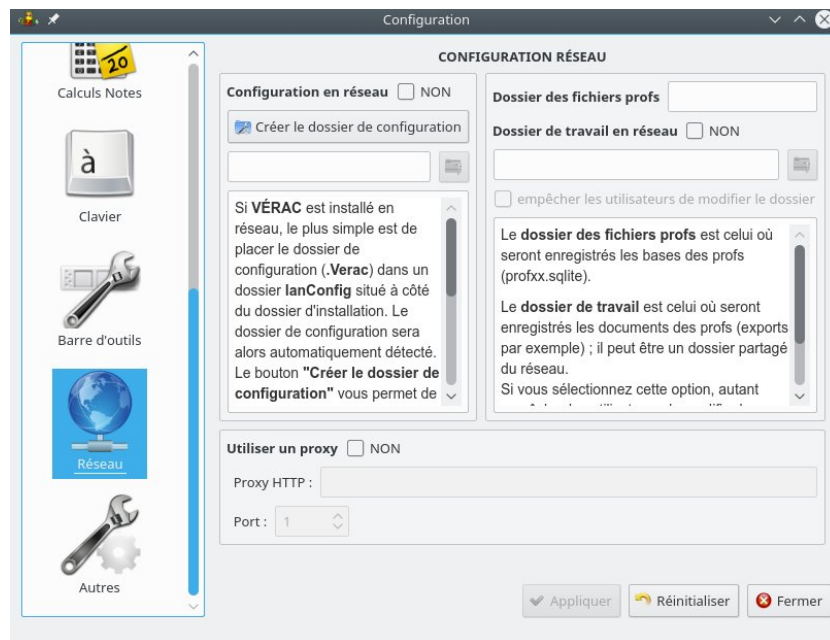 Configuration
20
Calculs Notes
à
Clavier
Barre d'outils
Réseau
Autres
CONFIGURATION RÉSEAU
Configuration en réseau NON
Créer le dossier de configuration
Si VÉRAC est installé en
réseau, le plus simple est de
placer le dossier de
configuration (.Verac) dans un
dossier lanConfig situé à côté
du dossier d'installation. Le
dossier de configuration sera
alors automatiquement détecté.
Le bouton "Créer le dossier de
configuration" vous permet de
Dossier des fichiers profs
Dossier de travail en réseau NON
empêcher les utilisateurs de modifier le dossier
Le dossier des fichiers profs est celui où
seront enregistrés les bases des profs
(profxx.sqlite).
Le dossier de travail est celui où seront
enregistrés les documents des profs (exports
par exemple) ; il peut être un dossier partagé
du réseau.
Si vous sélectionnez cette option, autant
Utiliser un proxy NON
Proxy HTTP :
Port : 1
Appliquer
Réinitialiser
Fermer